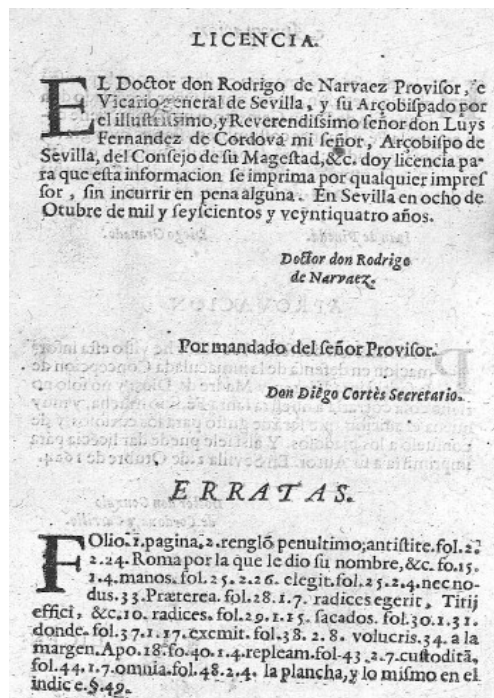 LICENCIA.
EL Doctor don Rodrigo de Narvaez Provisor, e
Vicario general de Sevilla, y su Arçobispado por
el illustrissimo, y Reverendissimo señor don Luys
Fernandez de Cordova mi señor, Arçobispo de
Sevilla, del Consejo de su Magestad, &c. doy licencia pa
ra que esta informacion se imprima por qualquier impres
sor, sin incurrir en pena alguna. En Sevilla en ocho de
Otubre de mil y seyscientos y veyntiquatro años.
Doctor don Rodrigo
de Narvaez.
Por mandado del señor Provisor.
Don Diego Cortès Secretario.
ERRATAS.
FOlio. 1. pagina. 2. renglõ penultimo; antistite. fol. 2.
2. 24. Roma por la que le dio su nombre, &c. fo. 15.
1. 4. manos. fol. 25. 2. 26. elegit. fol. 25. 2. 4. nec no-
dus. 33. Præterea. fol. 28. 1. 7. radices egerit, Tirij
effici, &c. 10. radices. fol. 29. 1. 15. sacados. fol. 30. 1. 31.
donde. fol. 37. 1. 17. exemit. fol. 38. 2. 8. volucris. 34. a la
margen. Apo. 18. fo. 40. 1. 4. repleam. fol. 43. 2. 7. custoditã,
fol. 44. 1. 7. omnia. fol. 48. 2. 4. la plancha, y lo mismo en el
indice. §. 49.